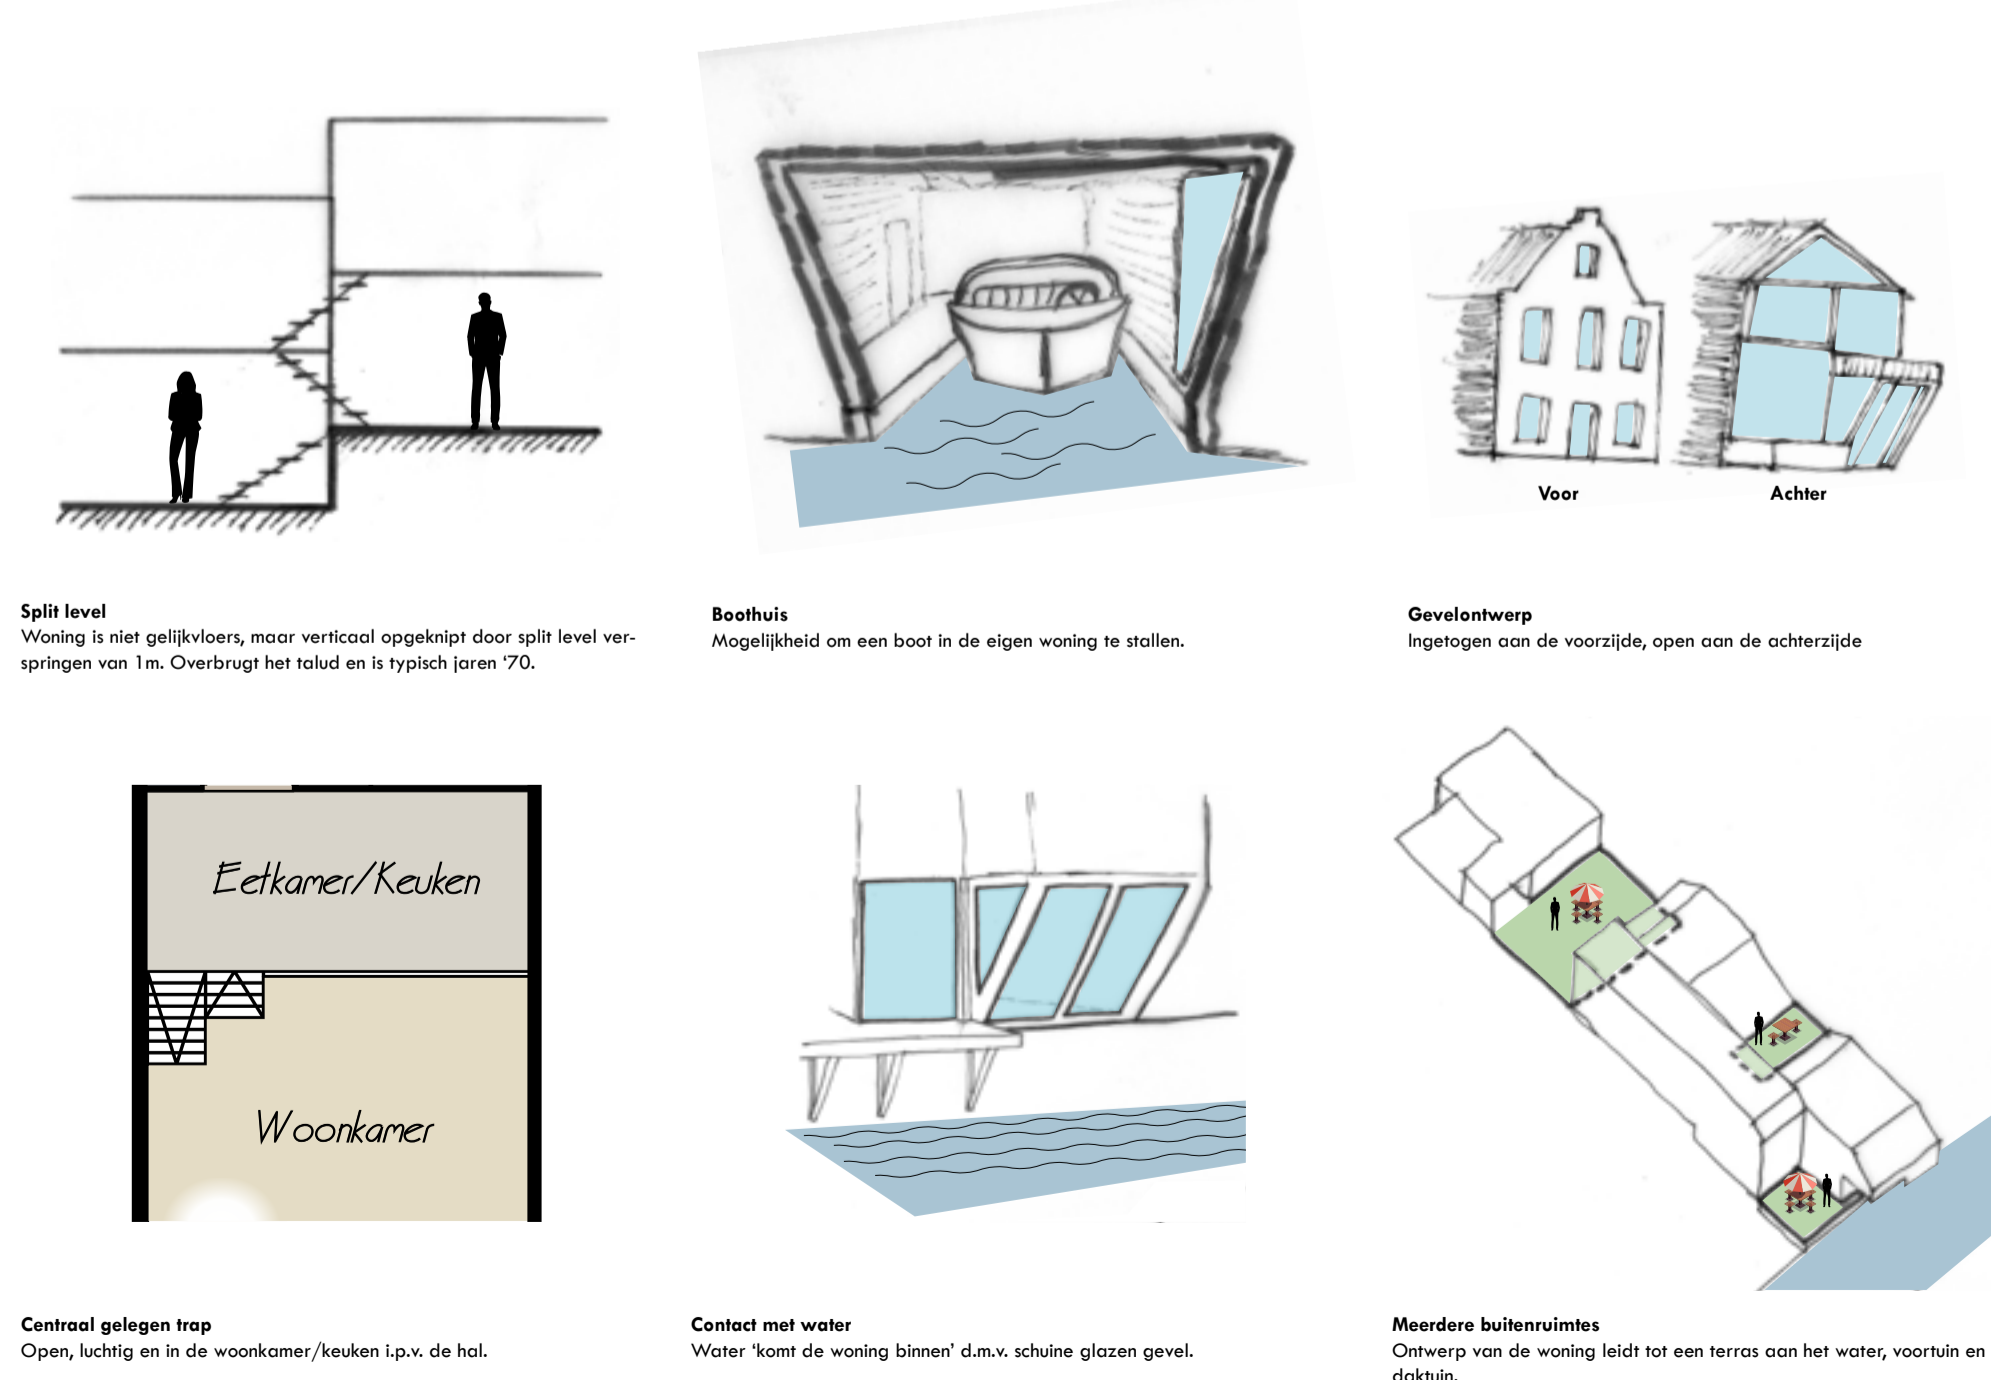 Voor
Achter
Split level
Woning is niet gelijkvloers, maar verticaal opgeknipt door split level ver-
springen van 1m. Overbrugt het talud en is typisch jaren ‘70.
Boothuis
Mogelijkheid om een boot in de eigen woning te stallen.
Gevelontwerp
Ingetogen aan de voorzijde, open aan de achterzijde
Eetkamer/Keuken
Woonkamer
Centraal gelegen trap
Open, luchtig en in de woonkamer/keuken i.p.v. de hal.
Contact met water
Water ‘komt de woning binnen’ d.m.v. schuine glazen gevel.
Meerdere buitenruimtes
Ontwerp van de woning leidt tot een terras aan het water, voortuin en
daktuin.